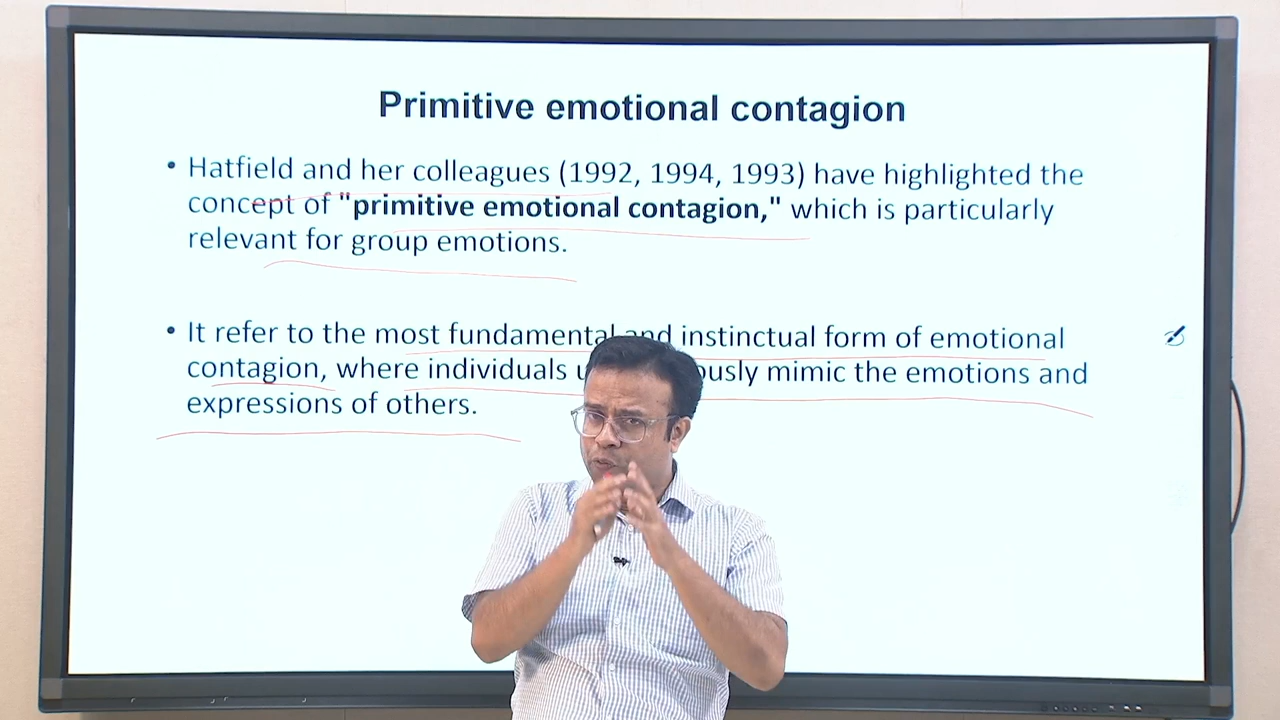 Primitive emotional contagion
• Hatfield and her colleagues (1992, 1994, 1993) have highlighted the
concept of "primitive emotional contagion," which is particularly
relevant for group emotions.
• It refer to the most fundamental and instinctual form of emotional
contagion, where individuals mimic the emotions and
expressions of others.